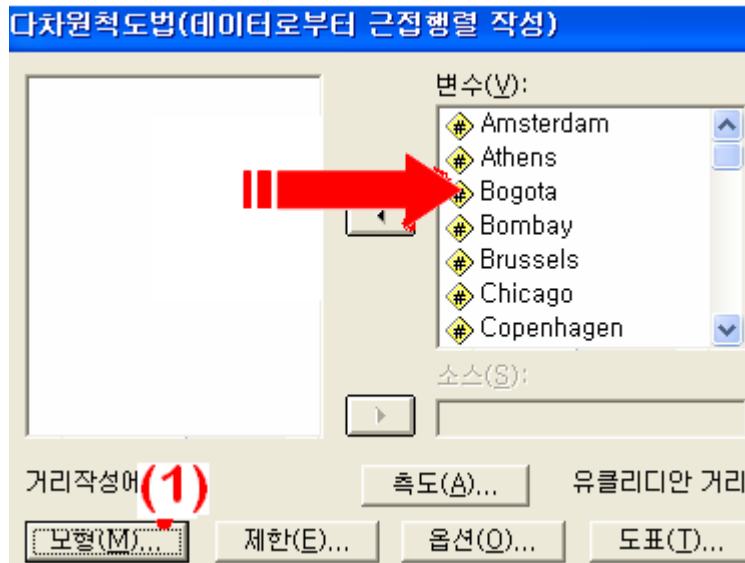 다차원척도법(데이터로부터 근접행렬 작성)
변수(V):
Amsterdam
Athens
Bogota
Bombay
Brussels
Chicago
Copenhagen
소스(S):
거리작성에
(1)
측도(A)...
유클리디안 거리
모형(M)...
제한(E)...
옵션(O)...
도표(T)...